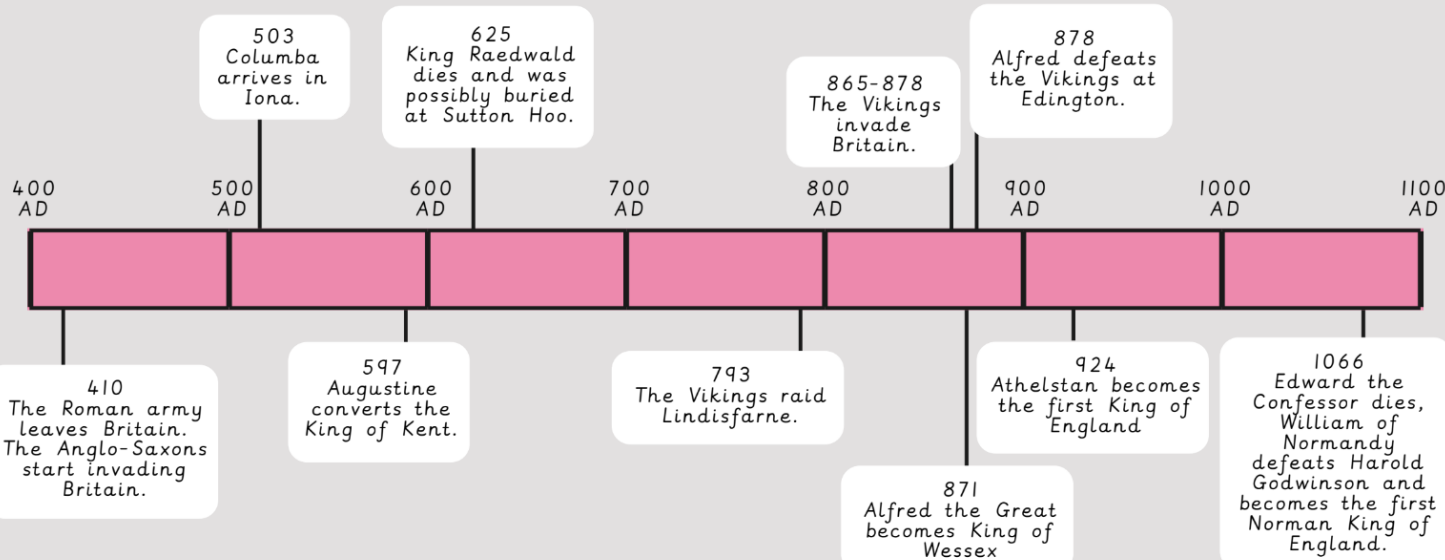 503
Columba
arrives in
Iona.
625
King Raedwald
dies and was
possibly buried
at Sutton Hoo.
865-878
The Vikings
invade
Britain.
878
Alfred defeats
the Vikings at
Edington.
400
AD
500
AD
600
AD
700
AD
800
AD
900
AD
1000
AD
1100
AD
410
The Roman army
leaves Britain.
The Anglo-Saxons
start invading
Britain.
597
Augustine
converts the
King of Kent.
793
The Vikings raid
Lindisfarne.
871
Alfred the Great
becomes King of
Wessex
924
Athelstan becomes
the first King of
England
1066
Edward the
Confessor dies,
William of
Normandy
defeats Harold
Godwinson and
becomes the first
Norman King of
England.